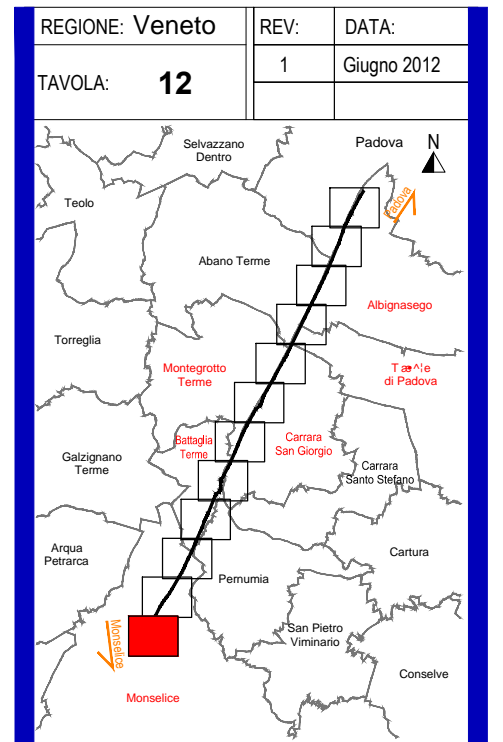 REGIONE: Veneto
REV:
DATA:
TAVOLA: 12
1
Giugno 2012
Selvazzano
Dentro
Padova
N
Padova
Teolo
Abano Terme
Albignasego
Torreglia
Montegrotto
Terme
di Padova
Battaglia
Terme
Carrara
San Giorgio
Galzignano
Terme
Carrara
Santo Stefano
Arqua
Petrarca
Cartura
Pernumia
Monselice
San Pietro
Viminario
Conselve
Monselice